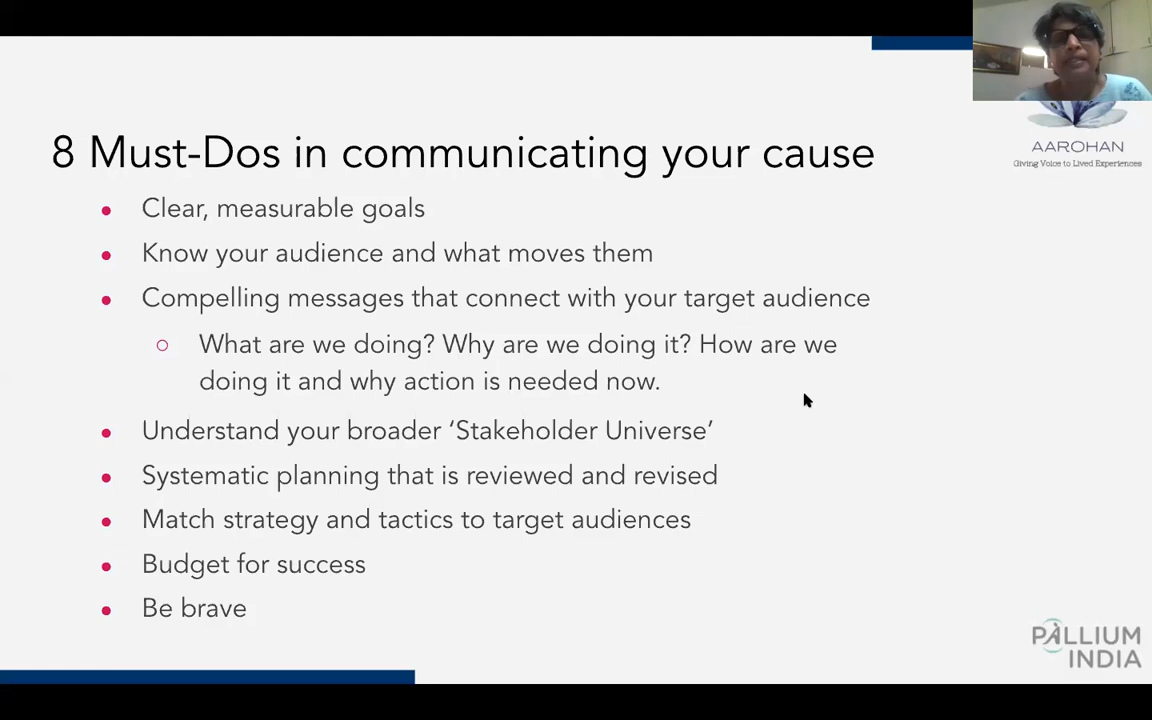 8 Must-Dos in communicating your cause
Clear, measurable goals
Know your audience and what moves them
Compelling messages that connect with your target audience
What are we doing? Why are we doing it? How are we
doing it and why action is needed now.
Understand your broader ‘Stakeholder Universe’
Systematic planning that is reviewed and revised
Match strategy and tactics to target audiences
Budget for success
Be brave
AAROHAN
Giving Voice to Lived Experiences
PALLIUM
INDIA